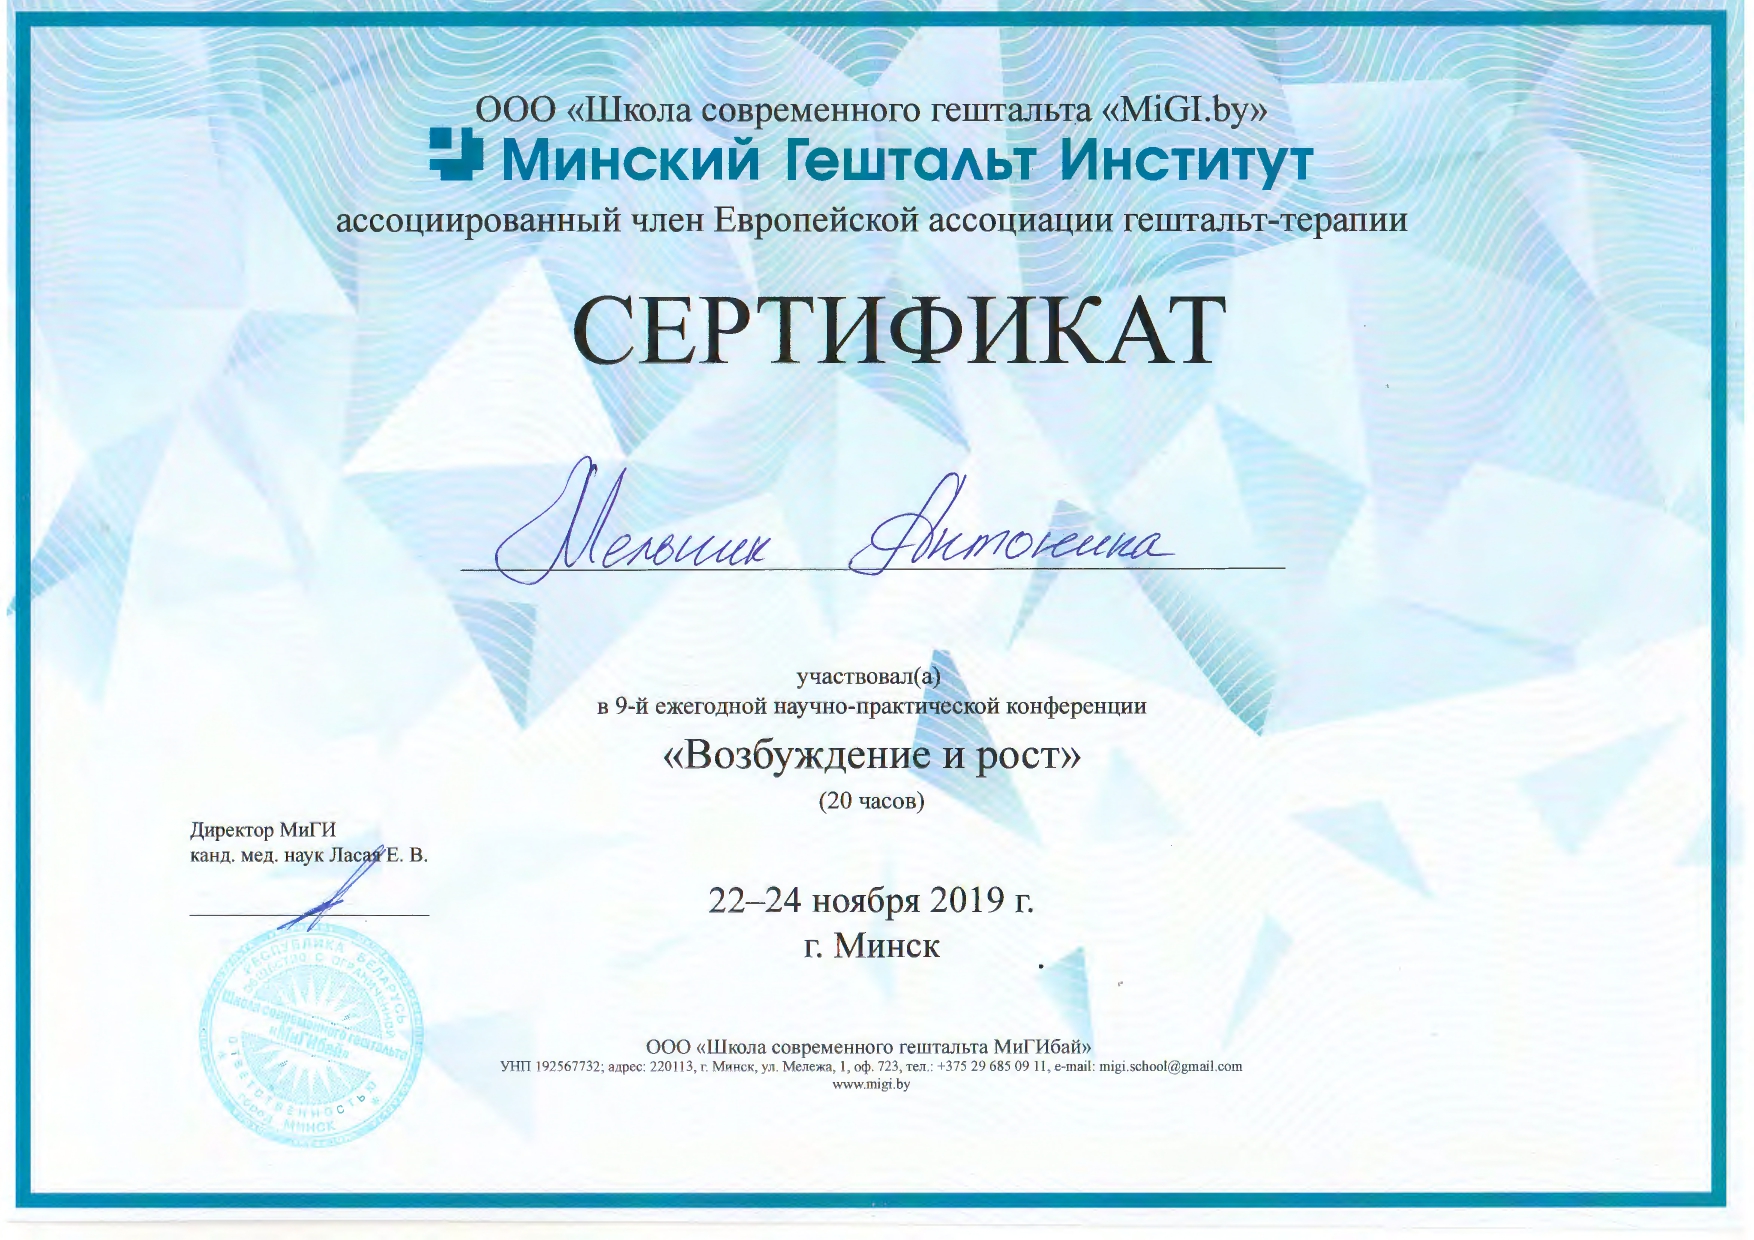 ООО «Школа современного гештальта «MiGI.by»
Минский Гештальт Институт
ассоциированный член Европейской ассоциации гештальт-терапии
СЕРТИФИКАТ
Мельник Антонина
участвовал(а)
в 9-й ежегодной научно-практической конференции
«Возбуждение и рост»
(20 часов)
Директор МиГИ
канд. мед. наук Ласая Е. В.
22–24 ноября 2019 г.
г. Минск
РЕСПУБЛИКА БЕЛАРУСЬ
ОБЩЕСТВО С ОГРАНИЧЕННОЙ
Школа современного гештальта
«МиГИбай»
ОТВЕТСТВЕННОСТЬЮ
ГОРОД МИНСК
ООО «Школа современного гештальта МиГИбай»
УНП 192567732; адрес: 220113, г. Минск, ул. Мележа, 1, оф. 723, тел.: +375 29 685 09 11, e-mail: migi.school@gmail.com
www.migi.by